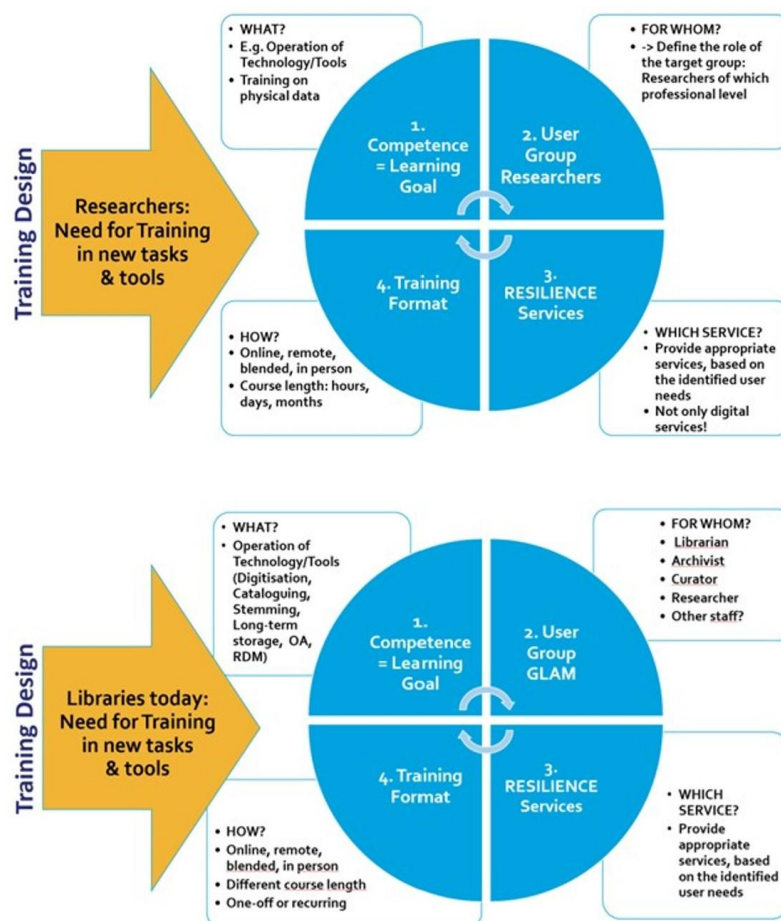 Training Design
Researchers:
Need for Training
in new tasks
& tools
• WHAT?
• E.g. Operation of
Technology/Tools
• Training on
physical data
• FOR WHOM?
• -> Define the role of
the target group:
Researchers of which
professional level
1.
Competence
= Learning
Goal
2. User
Group
Researchers
4. Training
Format
3.
RESILIENCE
Services
• HOW?
• Online, remote,
blended, in person
• Course length: hours,
days, months
• WHICH SERVICE?
• Provide appropriate
services, based on
the identified user
needs
• Not only digital
services!
Training Design
Libraries today:
Need for Training
in new tasks
& tools
• WHAT?
• Operation of
Technology/Tools
(Digitisation,
Cataloguing,
Stemming,
Long-term
storage, OA,
RDM)
• FOR WHOM?
• Librarian
• Archivist
• Curator
• Researcher
• Other staff?
1.
Competence
= Learning
Goal
2. User
Group
GLAM
4. Training
Format
3.
RESILIENCE
Services
• HOW?
• Online, remote,
blended, in person
• Different course length
• One-off or recurring
• WHICH
SERVICE?
• Provide
appropriate
services, based
on the identified
user needs